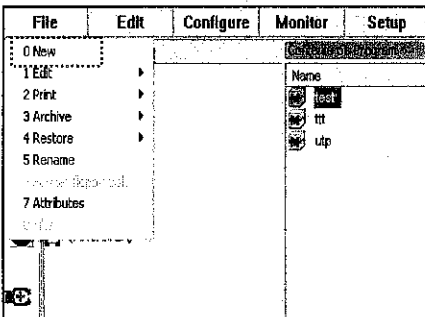 File Edit Configure Monitor Setup
0 New
1 Edit
2 Print
3 Archive
4 Restore
5 Rename
7 Attributes
Name
test
ttt
utp